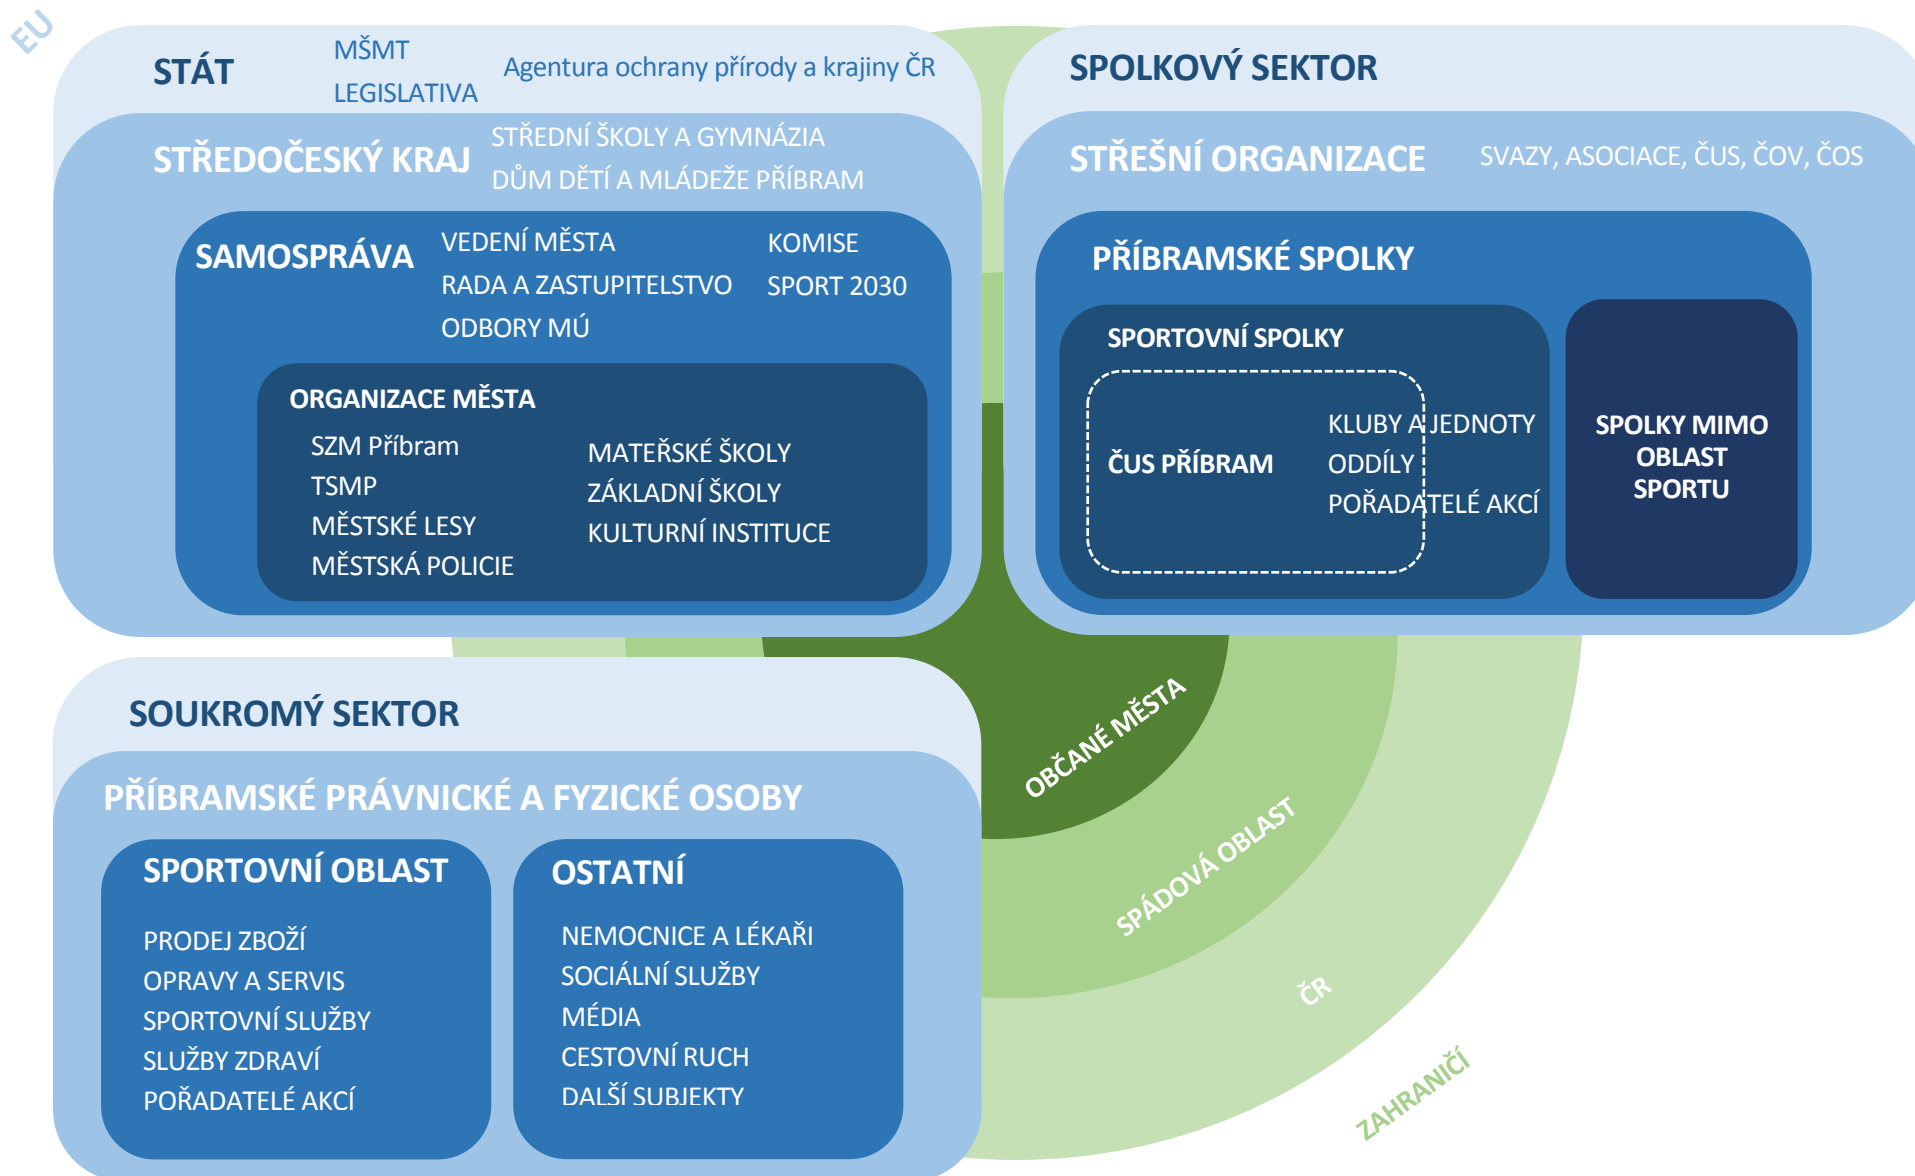 EU
STÁT
MŠMT
LEGISLATIVA
Agentura ochrany přírody a krajiny ČR
STŘEDOČESKÝ KRAJ
STŘEDNÍ ŠKOLY A GYMNÁZIA
DŮM DĚTÍ A MLÁDEŽE PŘÍBRAM
SAMOSPRÁVA
VEDENÍ MĚSTA
RADA A ZASTUPITELSTVO
ODBORY MÚ
KOMISE
SPORT 2030
ORGANIZACE MĚSTA
SZM Příbram
TSMP
MĚSTSKÉ LESY
MĚSTSKÁ POLICIE
MATEŘSKÉ ŠKOLY
ZÁKLADNÍ ŠKOLY
KULTURNÍ INSTITUCE
SPOLKOVÝ SEKTOR
STŘEŠNÍ ORGANIZACE
SVAZY, ASOCIACE, ČUS, ČOV, ČOS
PŘÍBRAMSKÉ SPOLKY
SPORTOVNÍ SPOLKY
ČUS PŘÍBRAM
KLUBY A JEDNOTY
ODDÍLY
POŘADATELÉ AKCÍ
SPOLKY MIMO
OBLAST
SPORTU
SOUKROMÝ SEKTOR
PŘÍBRAMSKÉ PRÁVNICKÉ A FYZICKÉ OSOBY
SPORTOVNÍ OBLAST
PRODEJ ZBOŽÍ
OPRAVY A SERVIS
SPORTOVNÍ SLUŽBY
SLUŽBY ZDRAVÍ
POŘADATELÉ AKCÍ
OSTATNÍ
NEMOCNICE A LÉKAŘI
SOCIÁLNÍ SLUŽBY
MÉDIA
CESTOVNÍ RUCH
DALŠÍ SUBJEKTY
OBČANÉ MĚSTA
SPÁDOVÁ OBLAST
ČR
ZAHRANIČÍ